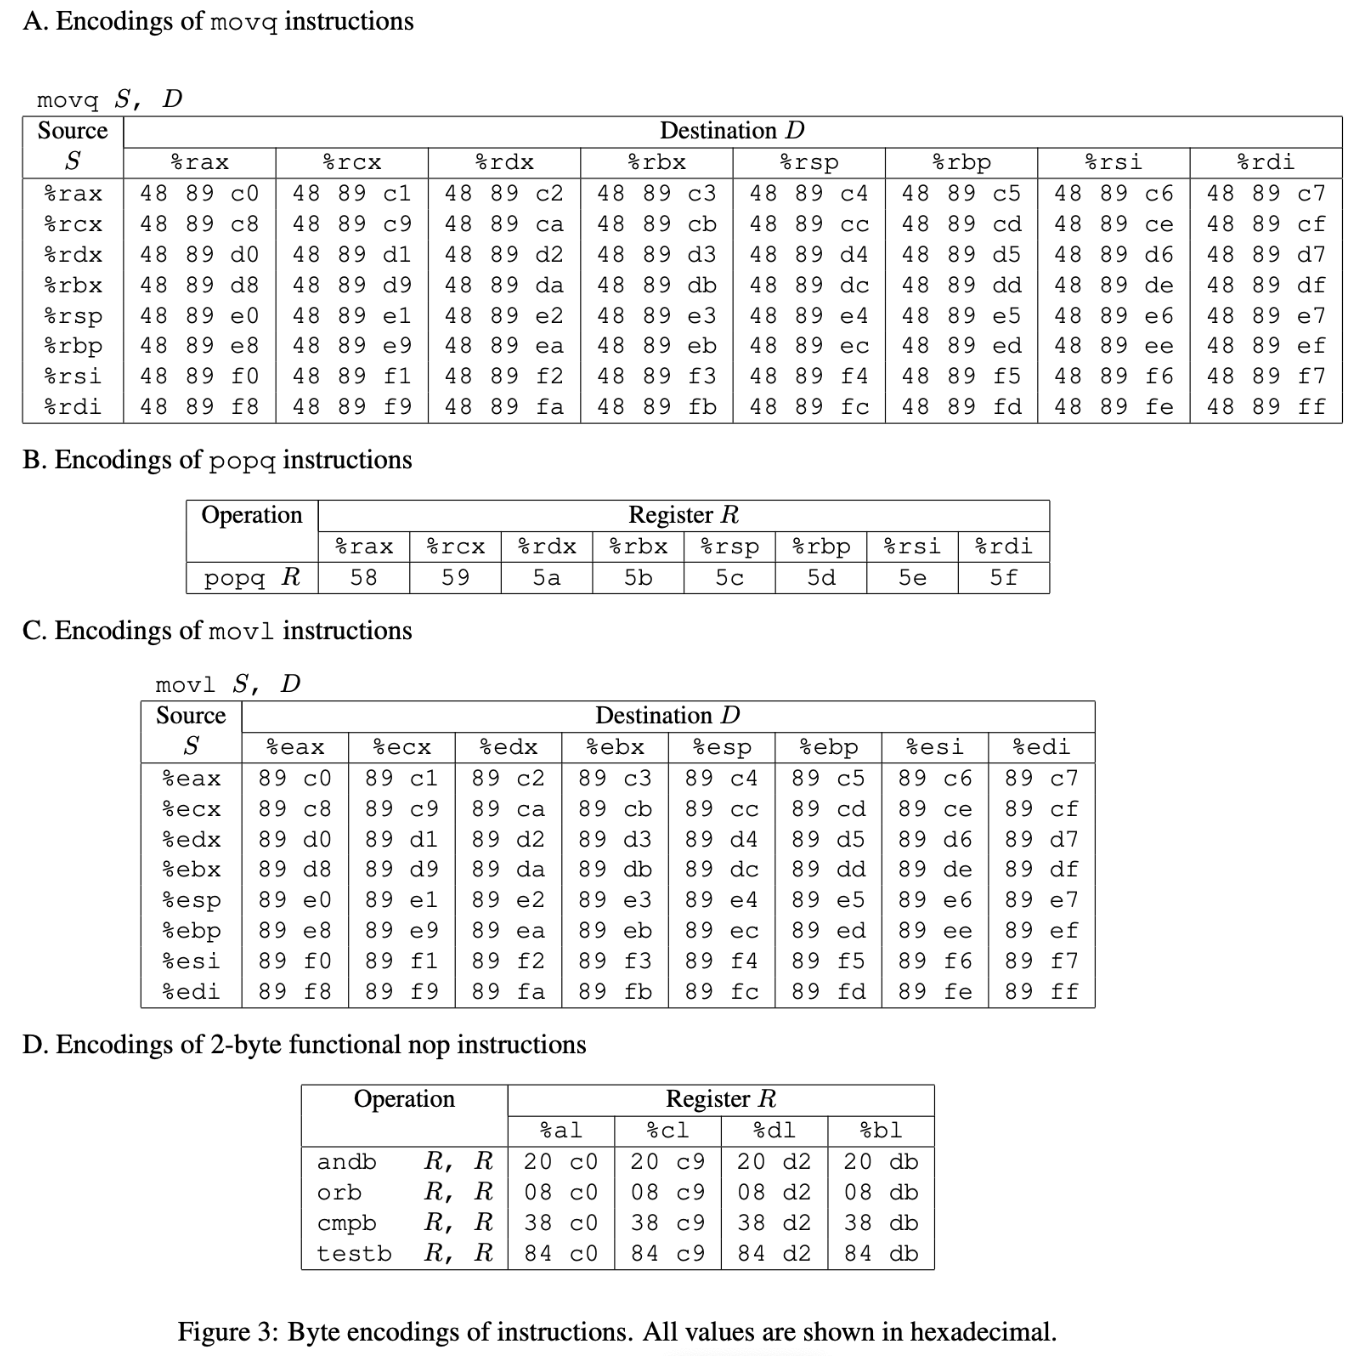 A. Encodings of movq instructions
movq S, D
Source Destination D
S %rax %rcx %rdx %rbx %rsp %rbp %rsi %rdi
%rax 48 89 c0 48 89 c1 48 89 c2 48 89 c3 48 89 c4 48 89 c5 48 89 c6 48 89 c7
%rcx 48 89 c8 48 89 c9 48 89 ca 48 89 cb 48 89 cc 48 89 cd 48 89 ce 48 89 cf
%rdx 48 89 d0 48 89 d1 48 89 d2 48 89 d3 48 89 d4 48 89 d5 48 89 d6 48 89 d7
%rbx 48 89 d8 48 89 d9 48 89 da 48 89 db 48 89 dc 48 89 dd 48 89 de 48 89 df
%rsp 48 89 e0 48 89 e1 48 89 e2 48 89 e3 48 89 e4 48 89 e5 48 89 e6 48 89 e7
%rbp 48 89 e8 48 89 e9 48 89 ea 48 89 eb 48 89 ec 48 89 ed 48 89 ee 48 89 ef
%rsi 48 89 f0 48 89 f1 48 89 f2 48 89 f3 48 89 f4 48 89 f5 48 89 f6 48 89 f7
%rdi 48 89 f8 48 89 f9 48 89 fa 48 89 fb 48 89 fc 48 89 fd 48 89 fe 48 89 ff
B. Encodings of popq instructions
Operation Register R
%rax %rcx %rdx %rbx %rsp %rbp %rsi %rdi
popq R 58 59 5a 5b 5c 5d 5e 5f
C. Encodings of movl instructions
movl S, D
Source Destination D
S %eax %ecx %edx %ebx %esp %ebp %esi %edi
%eax 89 c0 89 c1 89 c2 89 c3 89 c4 89 c5 89 c6 89 c7
%ecx 89 c8 89 c9 89 ca 89 cb 89 cc 89 cd 89 ce 89 cf
%edx 89 d0 89 d1 89 d2 89 d3 89 d4 89 d5 89 d6 89 d7
%ebx 89 d8 89 d9 89 da 89 db 89 dc 89 dd 89 de 89 df
%esp 89 e0 89 e1 89 e2 89 e3 89 e4 89 e5 89 e6 89 e7
%ebp 89 e8 89 e9 89 ea 89 eb 89 ec 89 ed 89 ee 89 ef
%esi 89 f0 89 f1 89 f2 89 f3 89 f4 89 f5 89 f6 89 f7
%edi 89 f8 89 f9 89 fa 89 fb 89 fc 89 fd 89 fe 89 ff
D. Encodings of 2-byte functional nop instructions
Operation Register R
%al %cl %dl %bl
andb R, R 20 c0 20 c9 20 d2 20 db
orb R, R 08 c0 08 c9 08 d2 08 db
cmpb R, R 38 c0 38 c9 38 d2 38 db
testb R, R 84 c0 84 c9 84 d2 84 db
Figure 3: Byte encodings of instructions. All values are shown in hexadecimal.